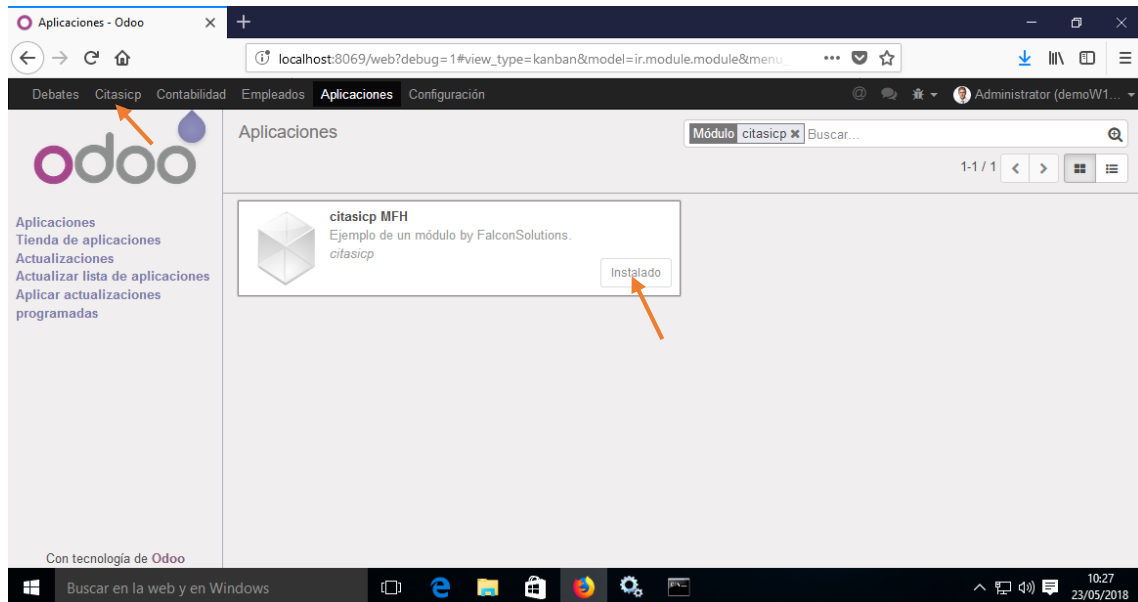 Aplicaciones - Odoo
localhost:8069/web?debug=1#view_type=kanban&model=ir.module.module&menu_
Debates Citasicp Contabilidad Empleados Aplicaciones Configuración @ Administrator (demoW1...
odoo
Aplicaciones
Módulo citasicp Buscar...
1-1 / 1
Aplicaciones
Tienda de aplicaciones
Actualizaciones
Actualizar lista de aplicaciones
Aplicar actualizaciones
programadas
citasicp MFH
Ejemplo de un módulo by FalconSolutions.
citasicp
Instalado
Con tecnología de Odoo
Buscar en la web y en Windows
10:27
23/05/2018